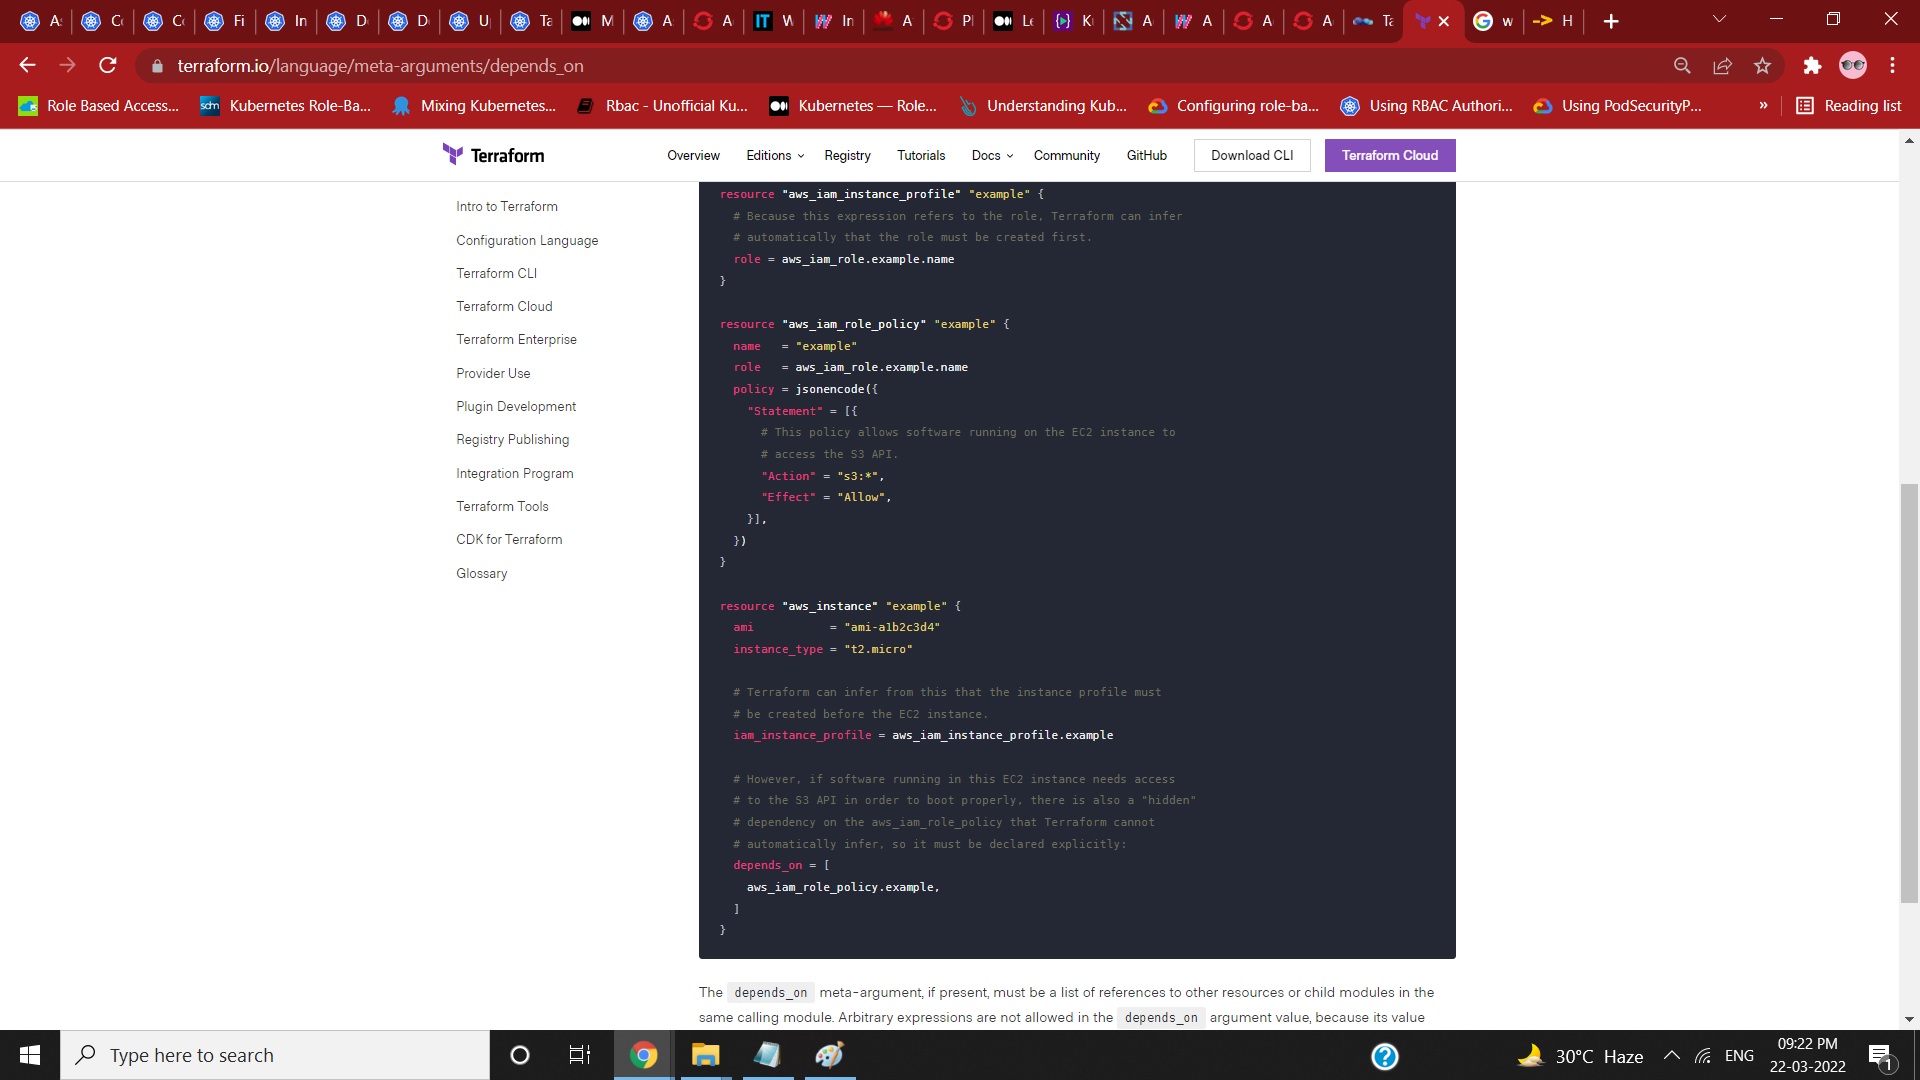 A
C
C
Fi
In
D
D
U
Ta
M
A
A
IT
W
In
A
Pl
Le
K
A
A
A
A
Ta
w
H
terraform.io/language/meta-arguments/depends_on
Role Based Access...
sdm
Kubernetes Role-Ba...
Mixing Kubernetes...
Rbac - Unofficial Ku...
Kubernetes — Role...
Understanding Kub...
Configuring role-ba...
Using RBAC Authori...
Using PodSecurityP...
»
Reading list
Terraform
Overview
Editions
Registry
Tutorials
Docs
Community
GitHub
Download CLI
Terraform Cloud
Intro to Terraform
Configuration Language
Terraform CLI
Terraform Cloud
Terraform Enterprise
Provider Use
Plugin Development
Registry Publishing
Integration Program
Terraform Tools
CDK for Terraform
Glossary
resource "aws_iam_instance_profile" "example" {
# Because this expression refers to the role, Terraform can infer
# automatically that the role must be created first.
role = aws_iam_role.example.name
}
resource "aws_iam_role_policy" "example" {
name   = "example"
role   = aws_iam_role.example.name
policy = jsonencode({
"Statement" = [{
# This policy allows software running on the EC2 instance to
# access the S3 API.
"Action" = "s3:*",
"Effect" = "Allow",
}],
})
}
resource "aws_instance" "example" {
ami           = "ami-a1b2c3d4"
instance_type = "t2.micro"
# Terraform can infer from this that the instance profile must
# be created before the EC2 instance.
iam_instance_profile = aws_iam_instance_profile.example
# However, if software running in this EC2 instance needs access
# to the S3 API in order to boot properly, there is also a "hidden"
# dependency on the aws_iam_role_policy that Terraform cannot
# automatically infer, so it must be declared explicitly:
depends_on = [
aws_iam_role_policy.example,
]
}
The depends_on meta-argument, if present, must be a list of references to other resources or child modules in the
same calling module. Arbitrary expressions are not allowed in the depends_on argument value, because its value
Type here to search
30°C Haze
ENG
09:22 PM
22-03-2022
1